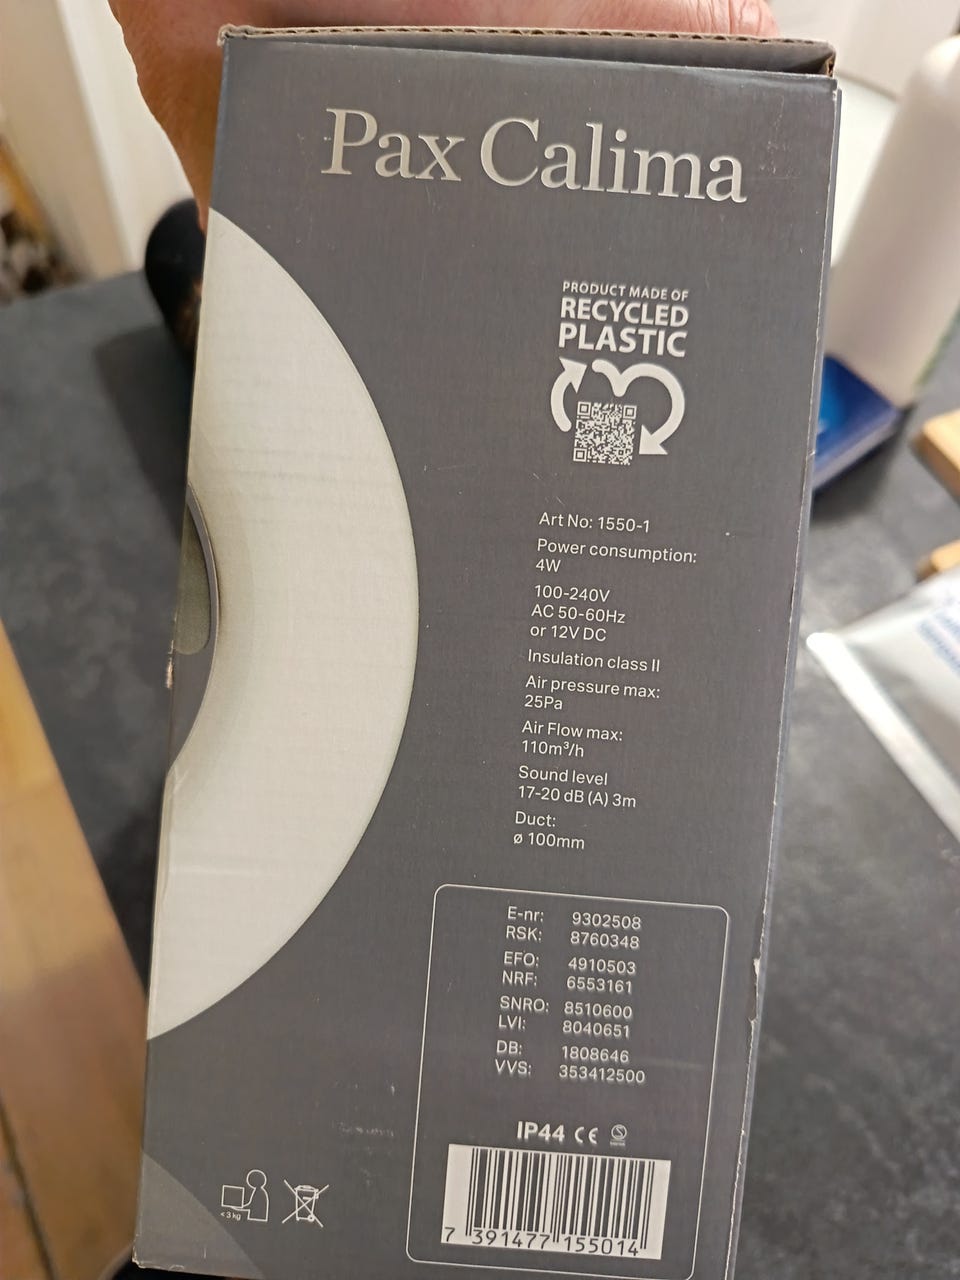 Pax Calima
PRODUCT MADE OF
RECYCLED
PLASTIC
Art No: 1550-1
Power consumption:
4W
100-240V
AC 50-60Hz
or 12V DC
Insulation class II
Air pressure max:
25Pa
Air Flow max:
110m³/h
Sound level
17-20 dB (A) 3m
Duct:
ø 100mm
E-nr: 9302508
RSK: 8760348
EFO: 4910503
NRF: 6553161
SNRO: 8510600
LVI: 8040651
DB: 1808646
VVS: 353412500
IP44 CE S
<3 kg
7 391477 155014